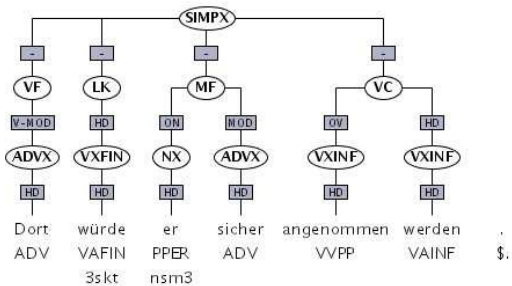 SIMPX
- - - -
VF LK MF VC
V-MOD HD ON MOD OV HD
ADVX VXFIN NX ADVX VXINF VXINF
HD HD HD HD HD HD
Dort würde er sicher angenommen werden .
ADV VAFIN PPER ADV VVPP VAINF $.
3skt nsm3